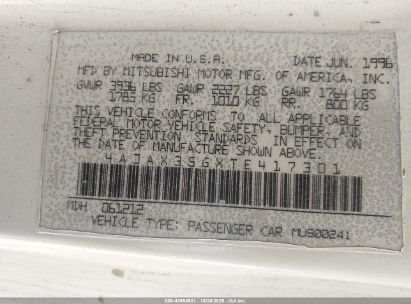 MADE IN U.S.A. DATE JUN. 1996
MFD BY MITSUBISHI MOTOR MFG. OF AMERICA, INC.
GVWR 3936 LBS GAWR 2227 LBS GAWR 1764 LBS
1785 KG FR. 1010 KG RR. 800 KG
THIS VEHICLE CONFORMS TO ALL APPLICABLE
FEDERAL MOTOR VEHICLE SAFETY, BUMPER, AND
THEFT PREVENTION STANDARDS IN EFFECT ON
THE DATE OF MANUFACTURE SHOWN ABOVE.
4A3AX35GXTE417301
MDH 061212
VEHICLE TYPE: PASSENGER CAR MU900241